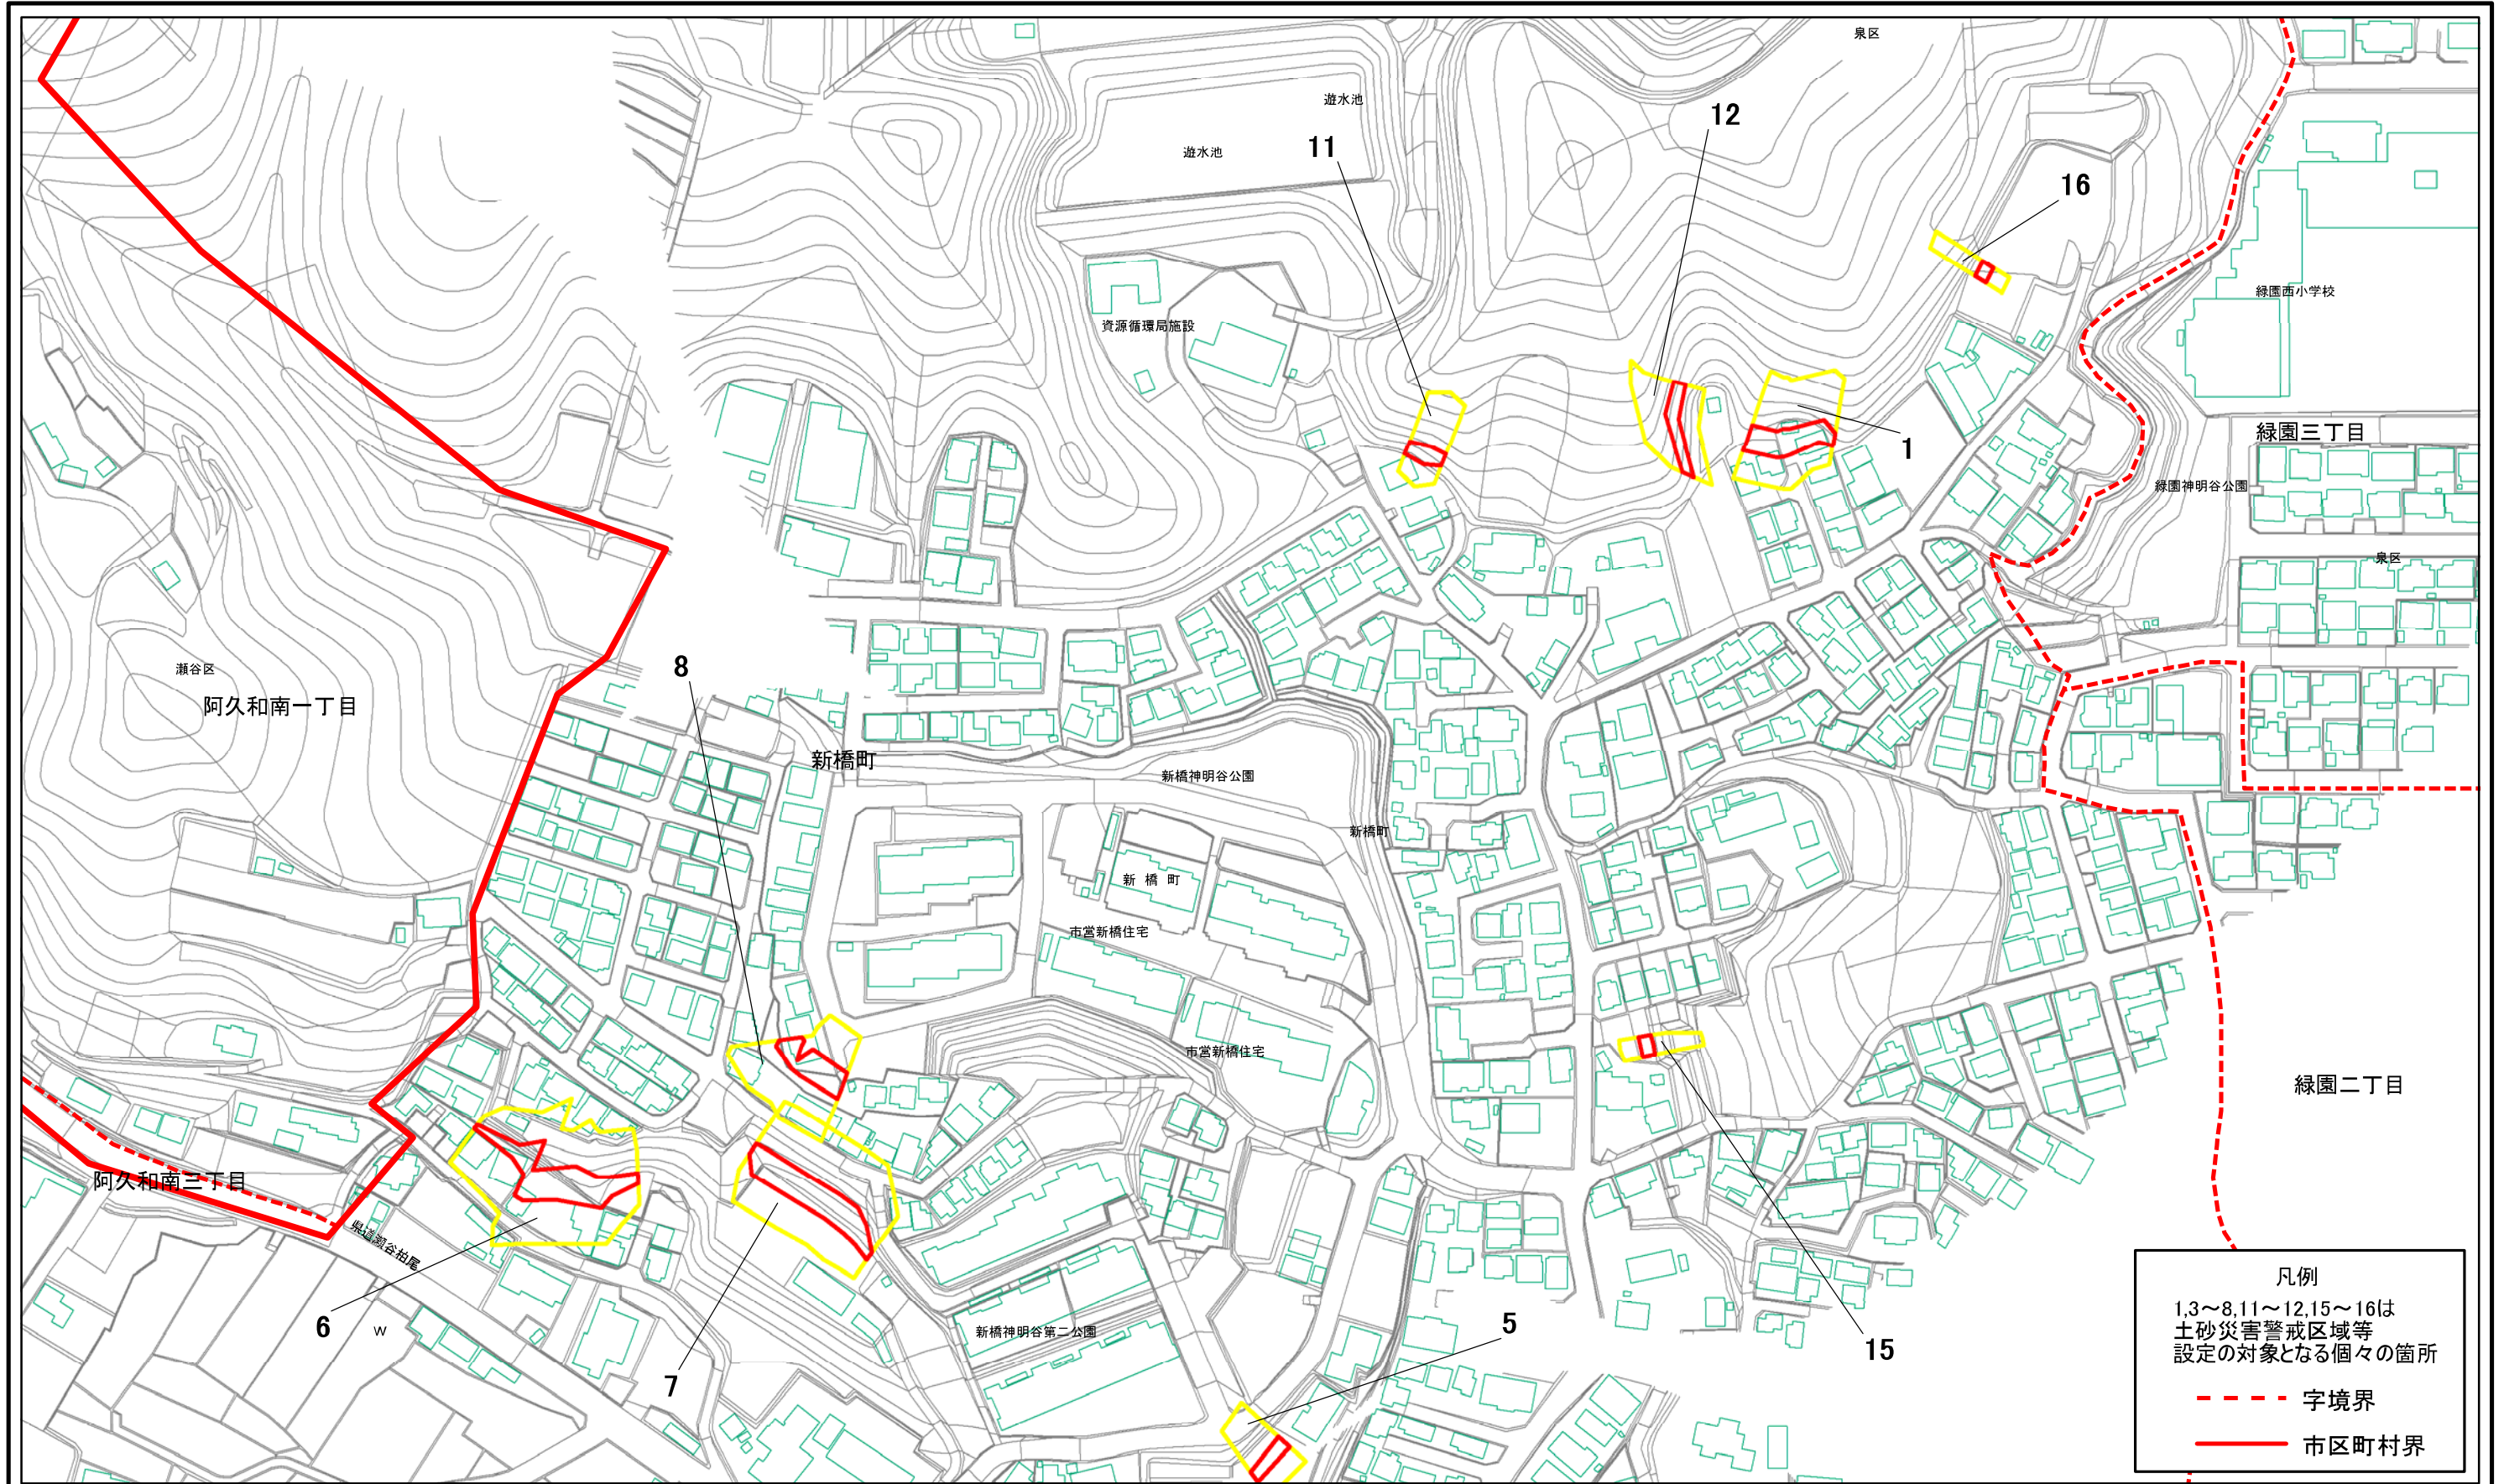 泉区
遊水池
12
遊水池
11
16
緑園西小学校
資源循環局施設
1
緑園三丁目
緑園神明谷公園
泉区
瀬谷区
8
阿久和南一丁目
新橋町
新橋神明谷公園
新橋町
新 橋 町
市営新橋住宅
市営新橋住宅
緑園二丁目
阿久和南三丁目
県道瀬谷柏尾
6
W
7
新橋神明谷第二公園
5
15
凡例
1,3～8,11～12,15～16は
土砂災害警戒区域等
設定の対象となる個々の箇所
字境界
市区町村界